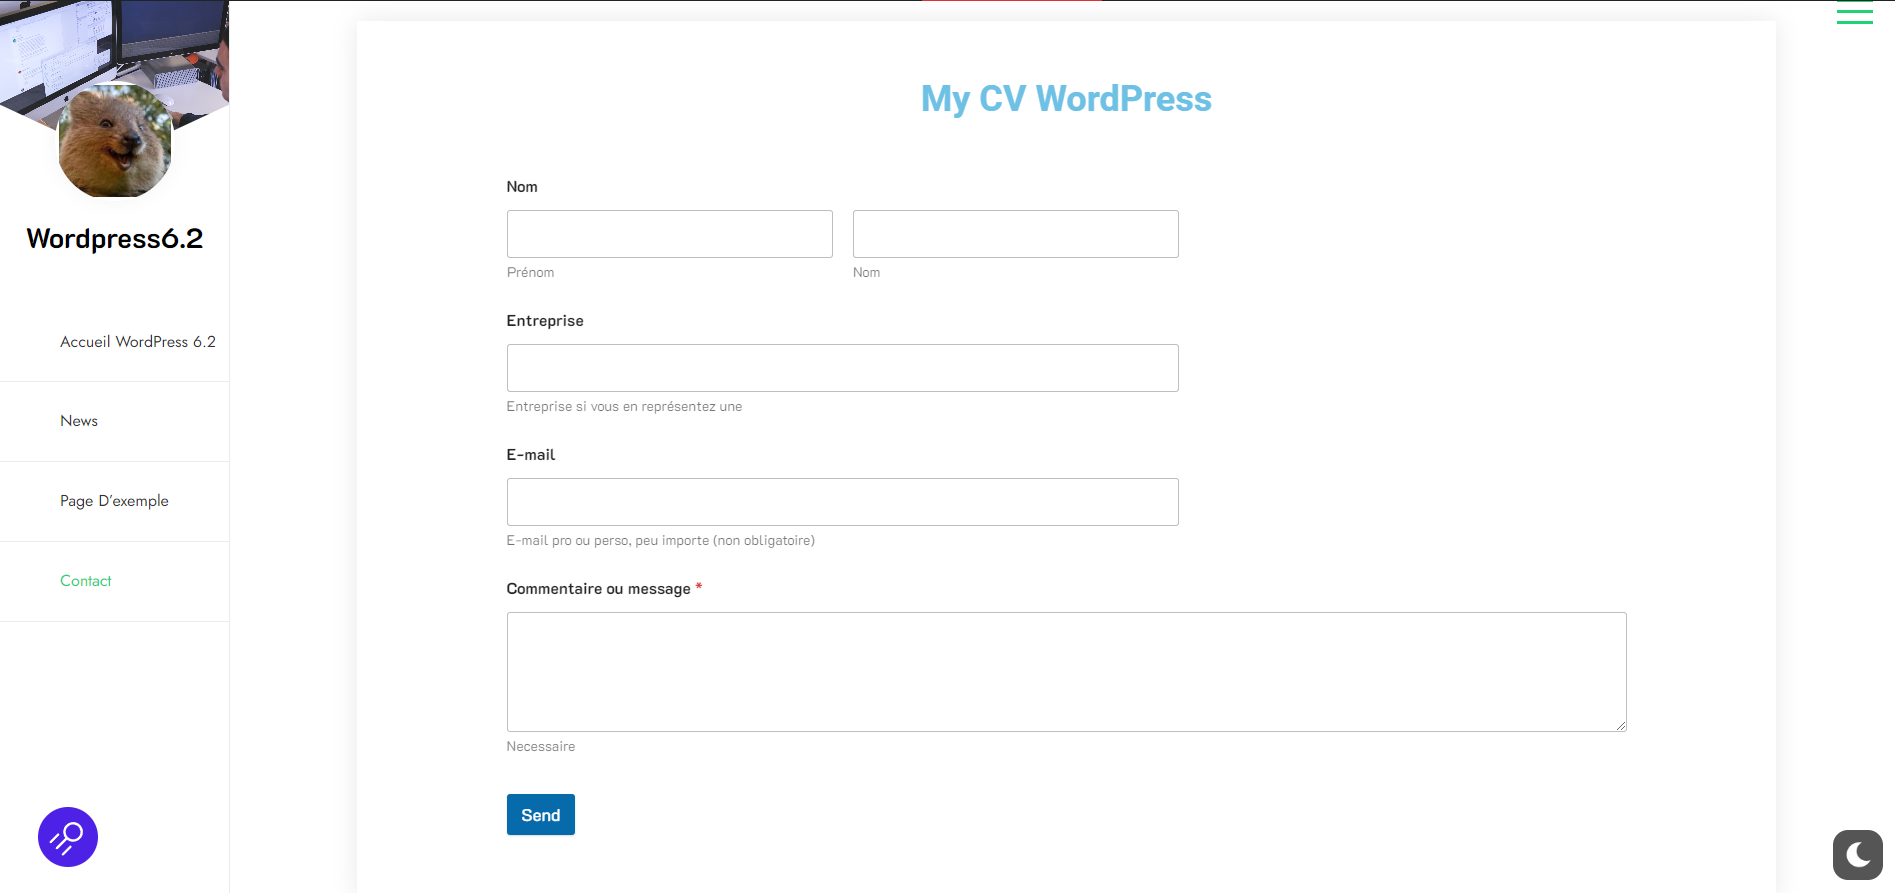 Wordpress6.2
Accueil WordPress 6.2
News
Page D'exemple
Contact
My CV WordPress
Nom
Prénom
Nom
Entreprise
Entreprise si vous en représentez une
E-mail
E-mail pro ou perso, peu importe (non obligatoire)
Commentaire ou message *
Necessaire
Send